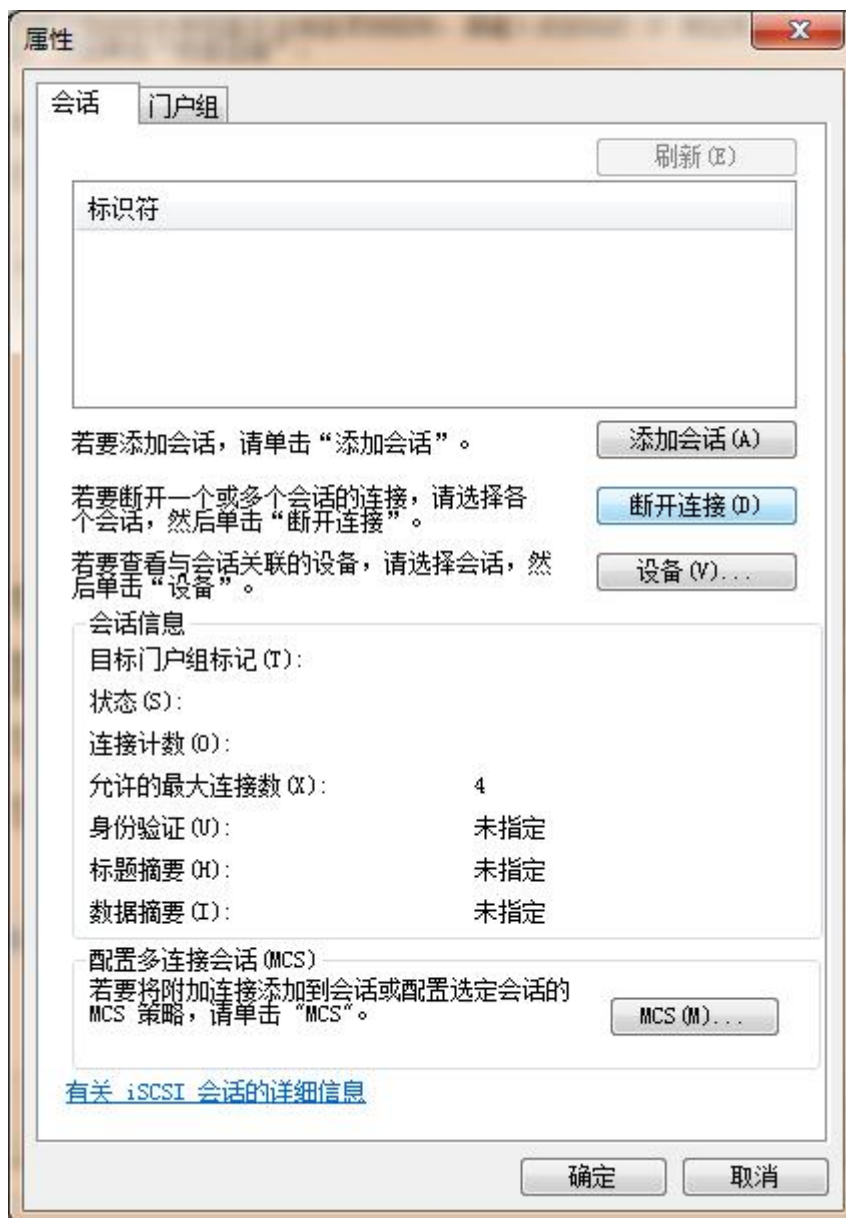 属性
会话
门户组
刷新(E)
标识符
若要添加会话，请单击“添加会话”。
添加会话(A)
若要断开一个或多个会话的连接，请选择各
个会话，然后单击“断开连接”。
断开连接(D)
若要查看与会话关联的设备，请选择会话，然
后单击“设备”。
设备(V)...
会话信息
目标门户组标记(T):
状态(S):
连接计数(O):
允许的最大连接数(X): 4
身份验证(U): 未指定
标题摘要(H): 未指定
数据摘要(I): 未指定
配置多连接会话(MCS)
若要将附加连接添加到会话或配置选定会话的
MCS 策略，请单击 "MCS"。
MCS(M)...
有关 iSCSI 会话的详细信息
确定
取消